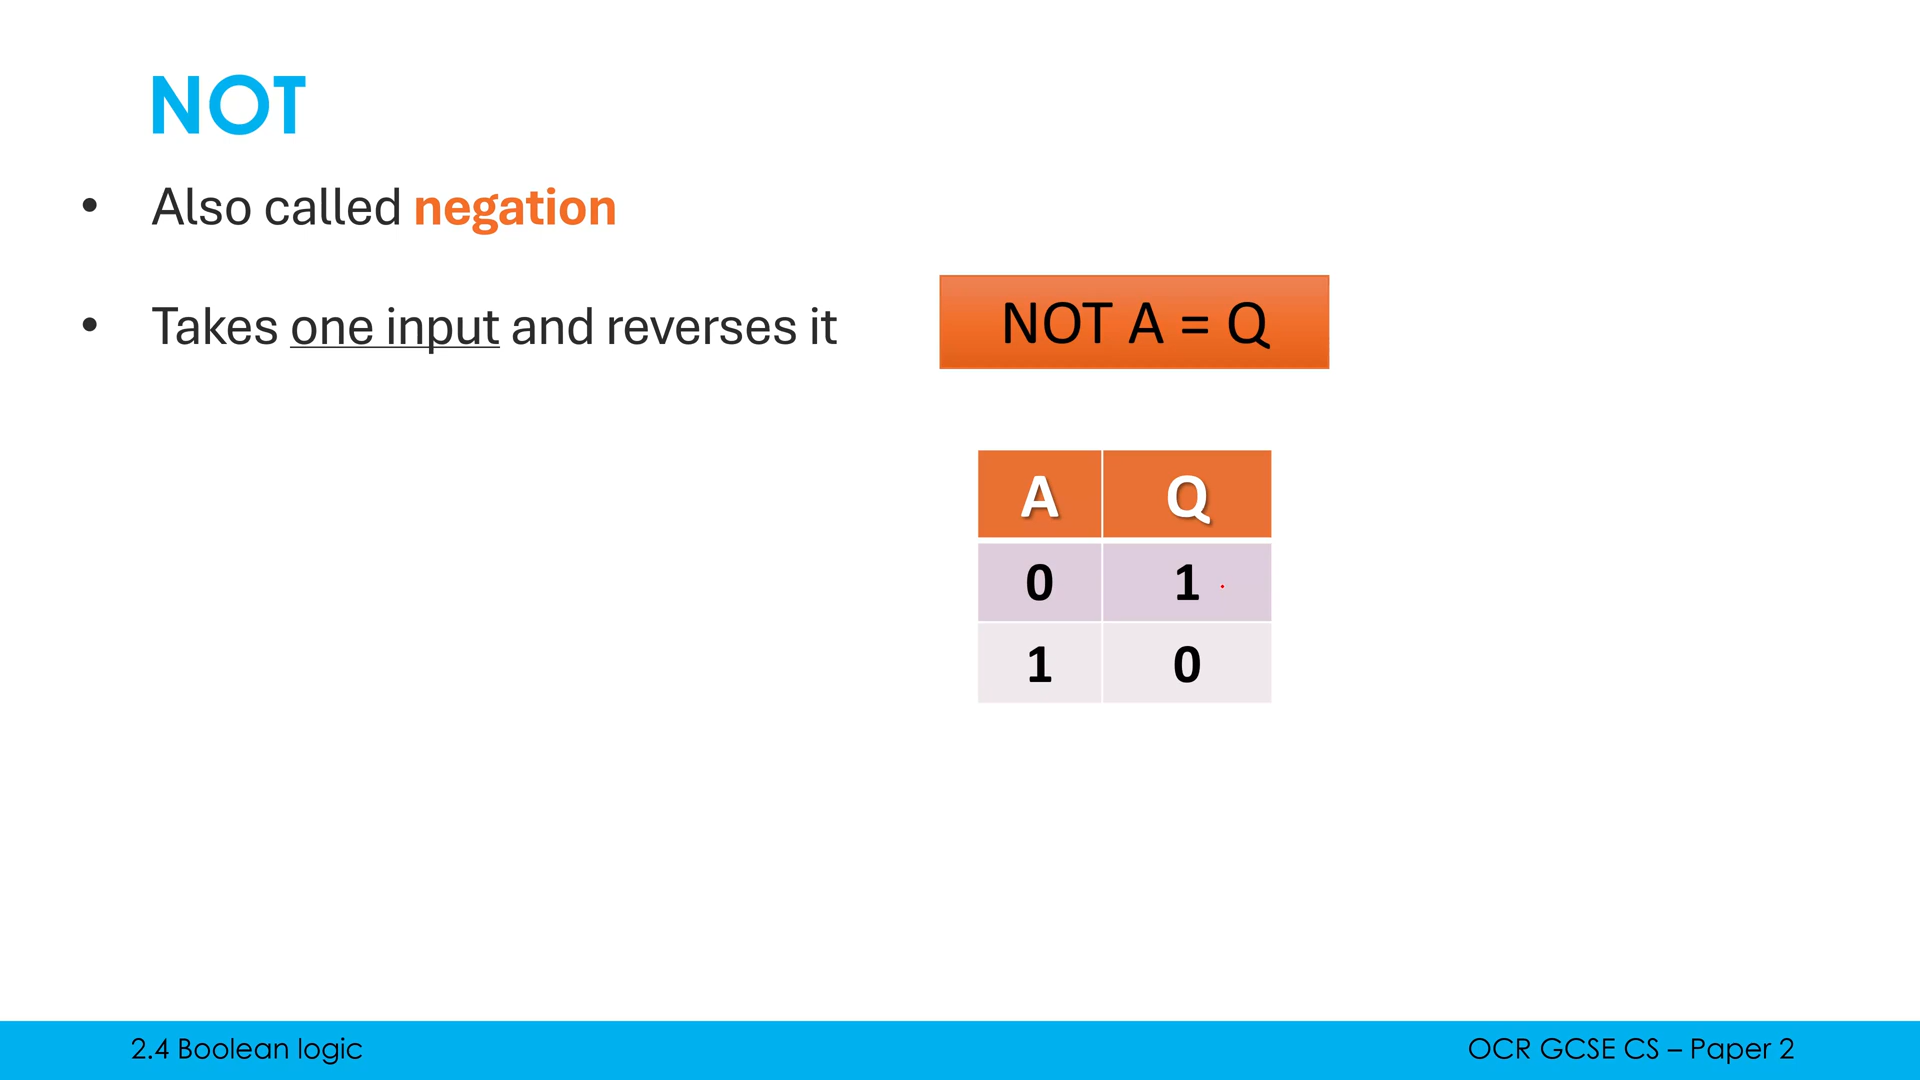 NOT
• Also called negation
• Takes one input and reverses it
NOT A = Q
A Q
0 1
1 0
2.4 Boolean logic
OCR GCSE CS – Paper 2